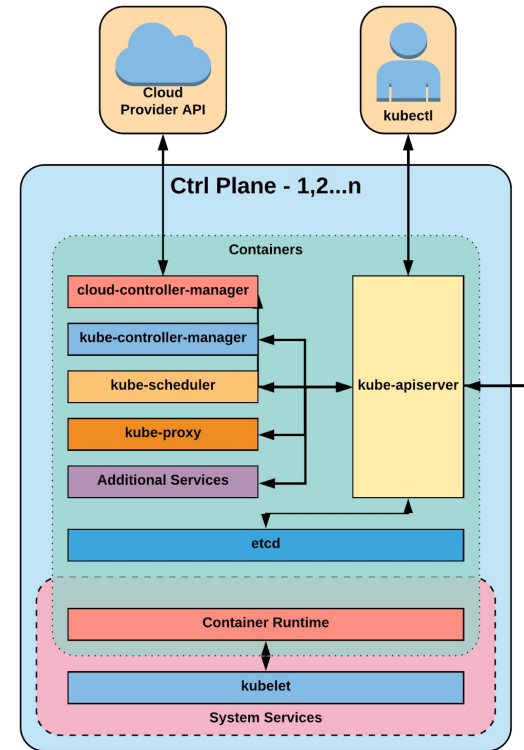 Cloud
Provider API
kubectl
Ctrl Plane - 1,2...n
Containers
cloud-controller-manager
kube-controller-manager
kube-scheduler
kube-apiserver
kube-proxy
Additional Services
etcd
Container Runtime
kubelet
System Services